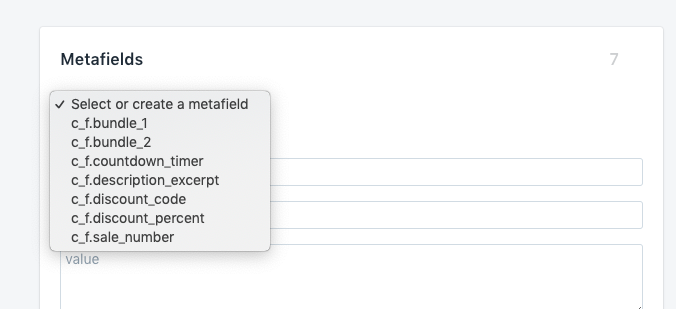 Metafields 7
✓ Select or create a metafield
c_f.bundle_1
c_f.bundle_2
c_f.countdown_timer
c_f.description_excerpt
c_f.discount_code
c_f.discount_percent
c_f.sale_number
value